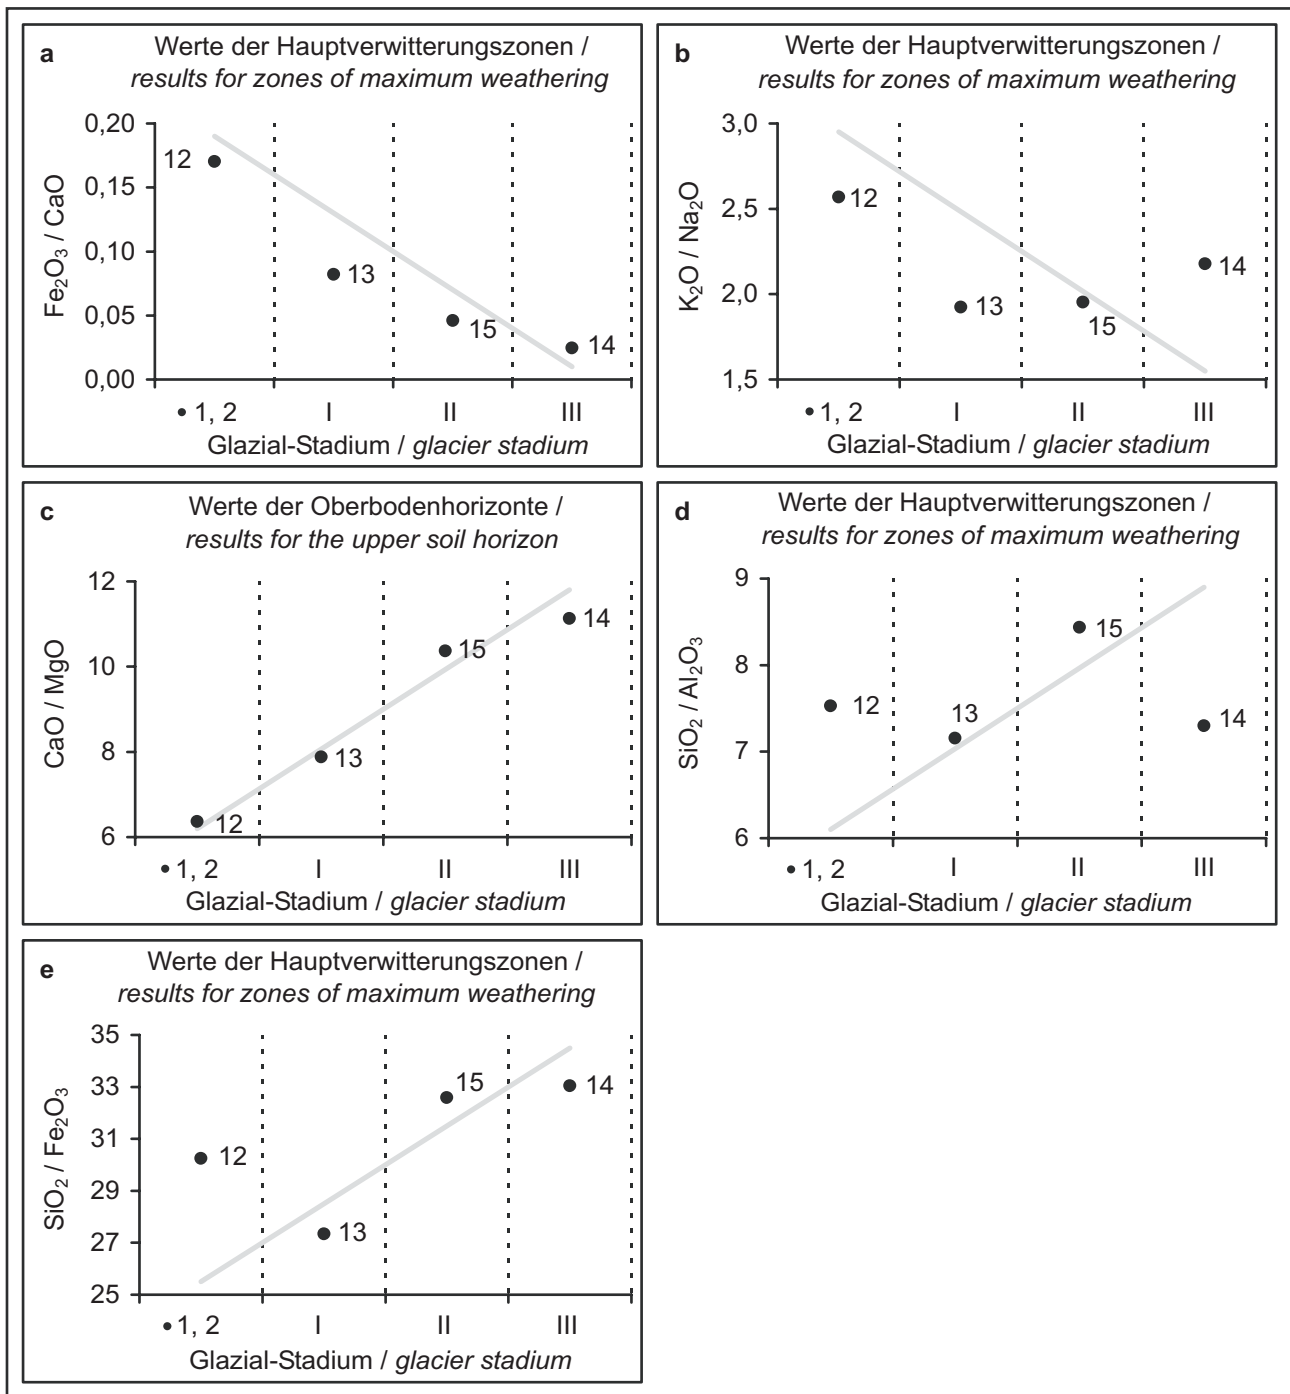 a
Werte der Hauptverwitterungszonen /
results for zones of maximum weathering
0,20
0,15
0,10
0,05
0,00
Fe₂O₃ / CaO
12
13
15
14
• 1, 2 I II III
Glazial-Stadium / glacier stadium
b
Werte der Hauptverwitterungszonen /
results for zones of maximum weathering
3,0
2,5
2,0
1,5
K₂O / Na₂O
12
13
15
14
• 1, 2 I II III
Glazial-Stadium / glacier stadium
c
Werte der Oberbodenhorizonte /
results for the upper soil horizon
12
10
8
6
CaO / MgO
12
13
15
14
• 1, 2 I II III
Glazial-Stadium / glacier stadium
d
Werte der Hauptverwitterungszonen /
results for zones of maximum weathering
9
8
7
6
SiO₂ / Al₂O₃
12
13
15
14
• 1, 2 I II III
Glazial-Stadium / glacier stadium
e
Werte der Hauptverwitterungszonen /
results for zones of maximum weathering
35
33
31
29
27
25
SiO₂ / Fe₂O₃
12
13
15
14
• 1, 2 I II III
Glazial-Stadium / glacier stadium